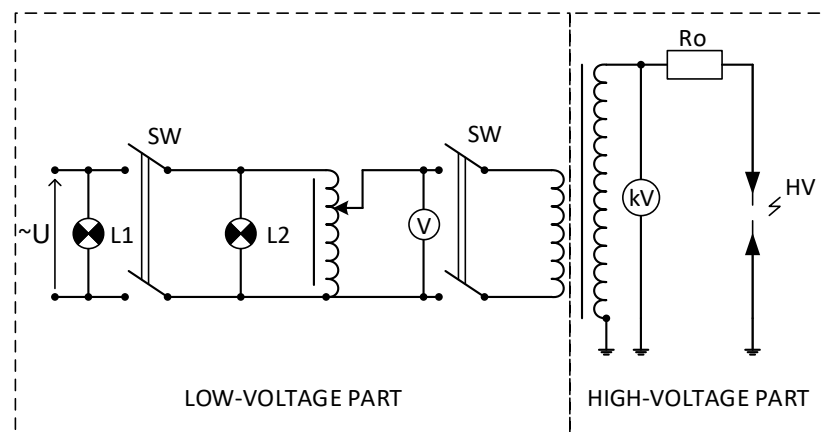 Ro
SW
SW
~U
L1
L2
V
kV
HV
LOW-VOLTAGE PART
HIGH-VOLTAGE PART